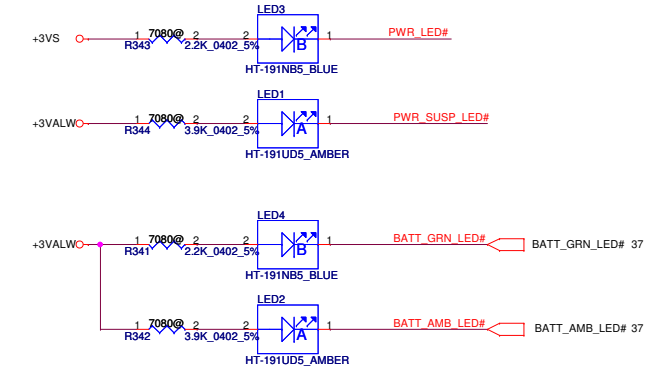 LED3
+3VS 1 7080@ 2 2 B 1 PWR_LED#
R343 2.2K_0402_5%
HT-191NB5_BLUE
LED1
+3VALW 1 7080@ 2 2 A 1 PWR_SUSP_LED#
R344 3.9K_0402_5%
HT-191UD5_AMBER
LED4
+3VALW 1 7080@ 2 2 B 1 BATT_GRN_LED# BATT_GRN_LED# 37
R341 2.2K_0402_5%
HT-191NB5_BLUE
LED2
1 7080@ 2 2 A 1 BATT_AMB_LED# BATT_AMB_LED# 37
R342 3.9K_0402_5%
HT-191UD5_AMBER